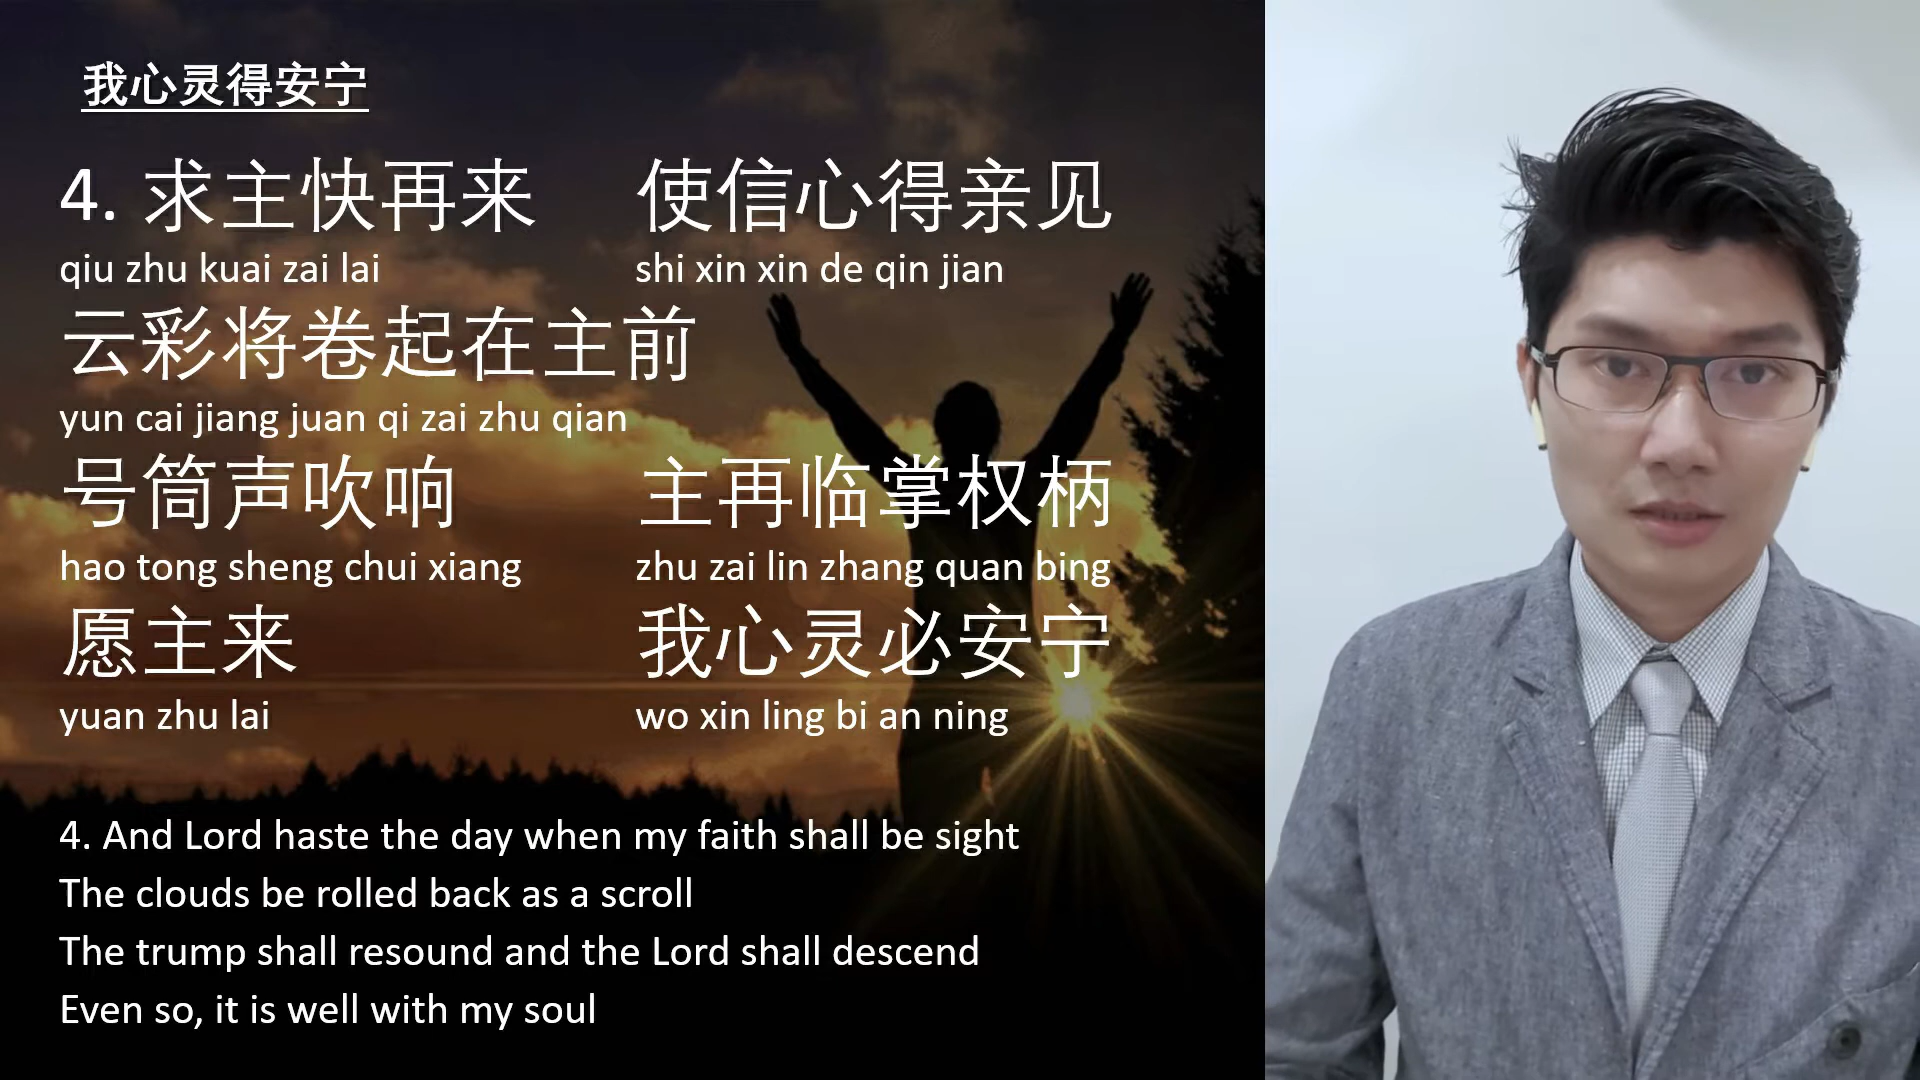 我心灵得安宁
4. 求主快再来 使信心得亲见
qiu zhu kuai zai lai shi xin xin de qin jian
云彩将卷起在主前
yun cai jiang juan qi zai zhu qian
号筒声吹响 主再临掌权柄
hao tong sheng chui xiang zhu zai lin zhang quan bing
愿主来 我心灵必安宁
yuan zhu lai wo xin ling bi an ning
4. And Lord haste the day when my faith shall be sight
The clouds be rolled back as a scroll
The trump shall resound and the Lord shall descend
Even so, it is well with my soul